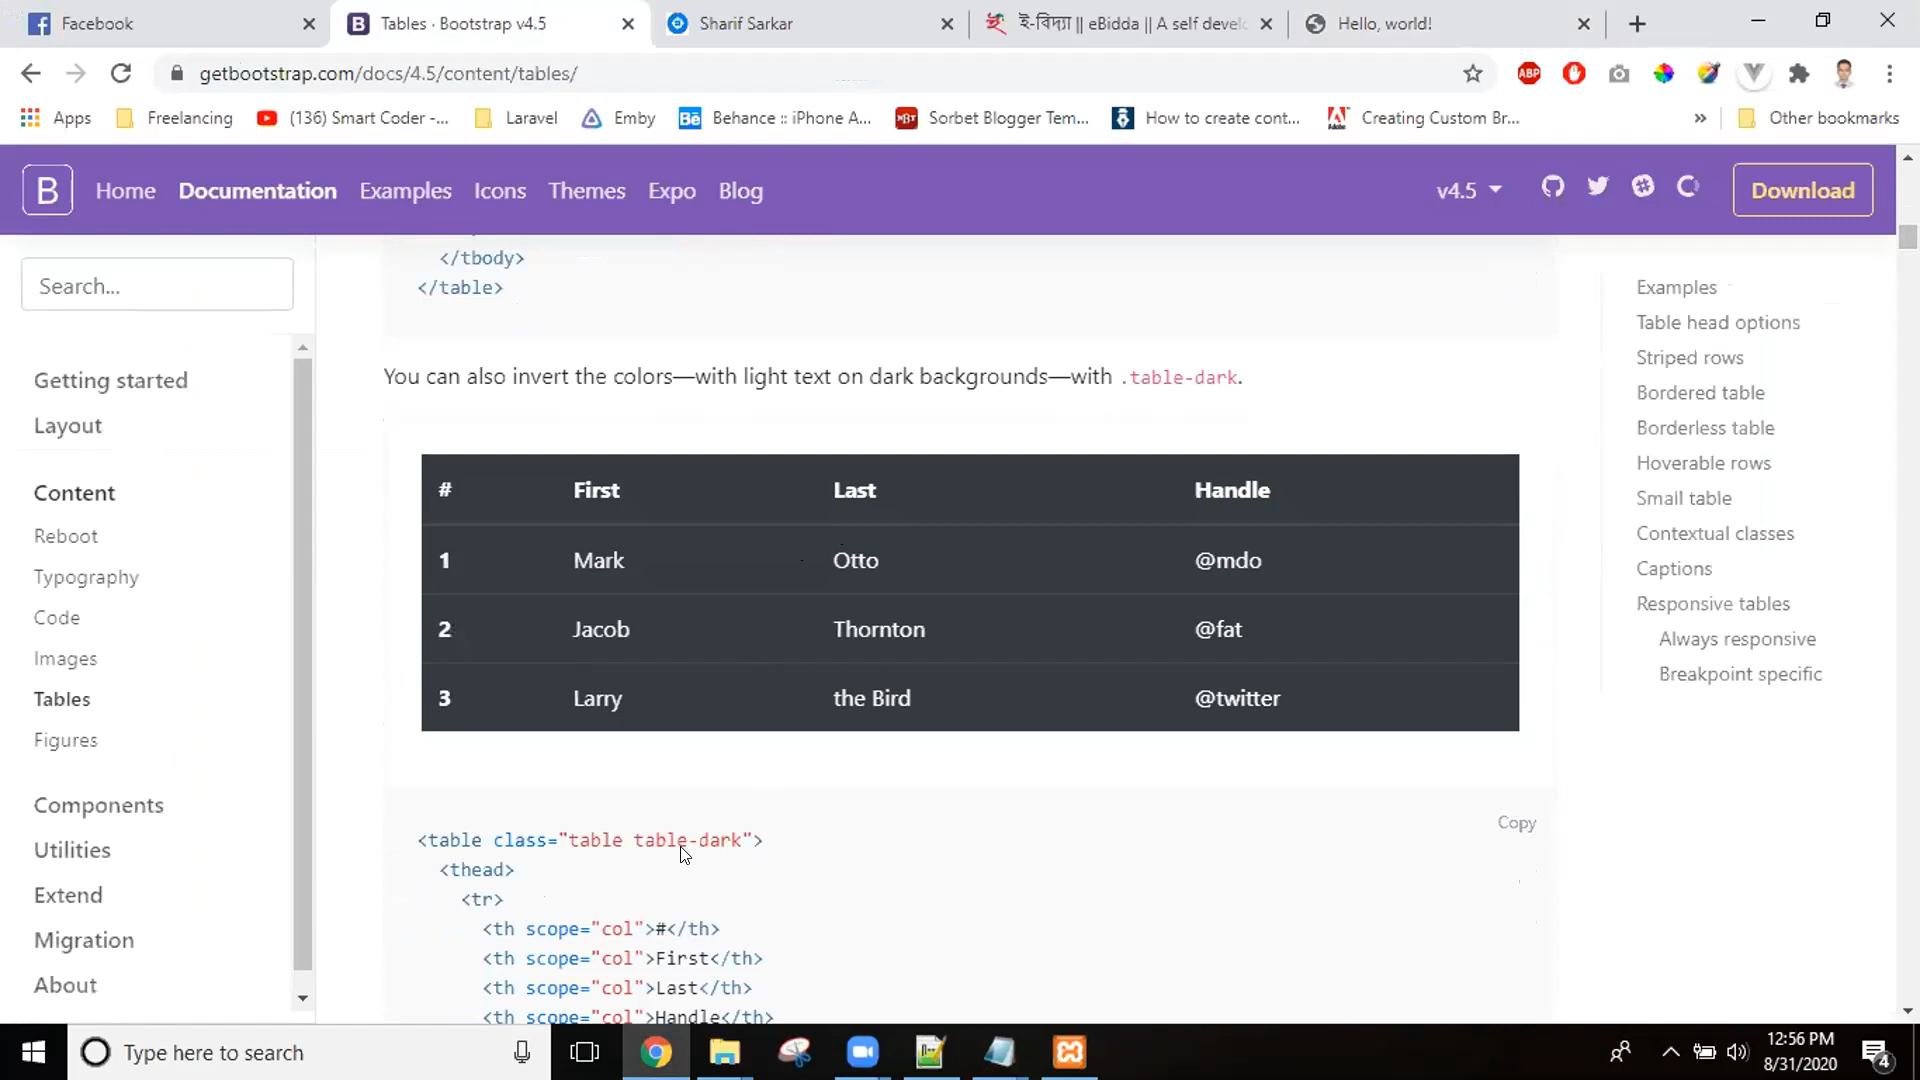 Facebook
Tables · Bootstrap v4.5
Sharif Sarkar
ই-বিদ্যা || eBidda || A self develo
Hello, world!
getbootstrap.com/docs/4.5/content/tables/
ABP
Apps
Freelancing
(136) Smart Coder -...
Laravel
Emby
Behance :: iPhone A...
Sorbet Blogger Tem...
How to create cont...
Creating Custom Br...
Other bookmarks
B
Home
Documentation
Examples
Icons
Themes
Expo
Blog
v4.5
Download
Search...
Getting started
Layout
Content
Reboot
Typography
Code
Images
Tables
Figures
Components
Utilities
Extend
Migration
About
</tbody>
</table>
You can also invert the colors—with light text on dark backgrounds—with .table-dark.
# First Last Handle
1 Mark Otto @mdo
2 Jacob Thornton @fat
3 Larry the Bird @twitter
Copy
<table class="table table-dark">
<thead>
<tr>
<th scope="col">#</th>
<th scope="col">First</th>
<th scope="col">Last</th>
<th scope="col">Handle</th>
Examples
Table head options
Striped rows
Bordered table
Borderless table
Hoverable rows
Small table
Contextual classes
Captions
Responsive tables
Always responsive
Breakpoint specific
Type here to search
12:56 PM
8/31/2020
4